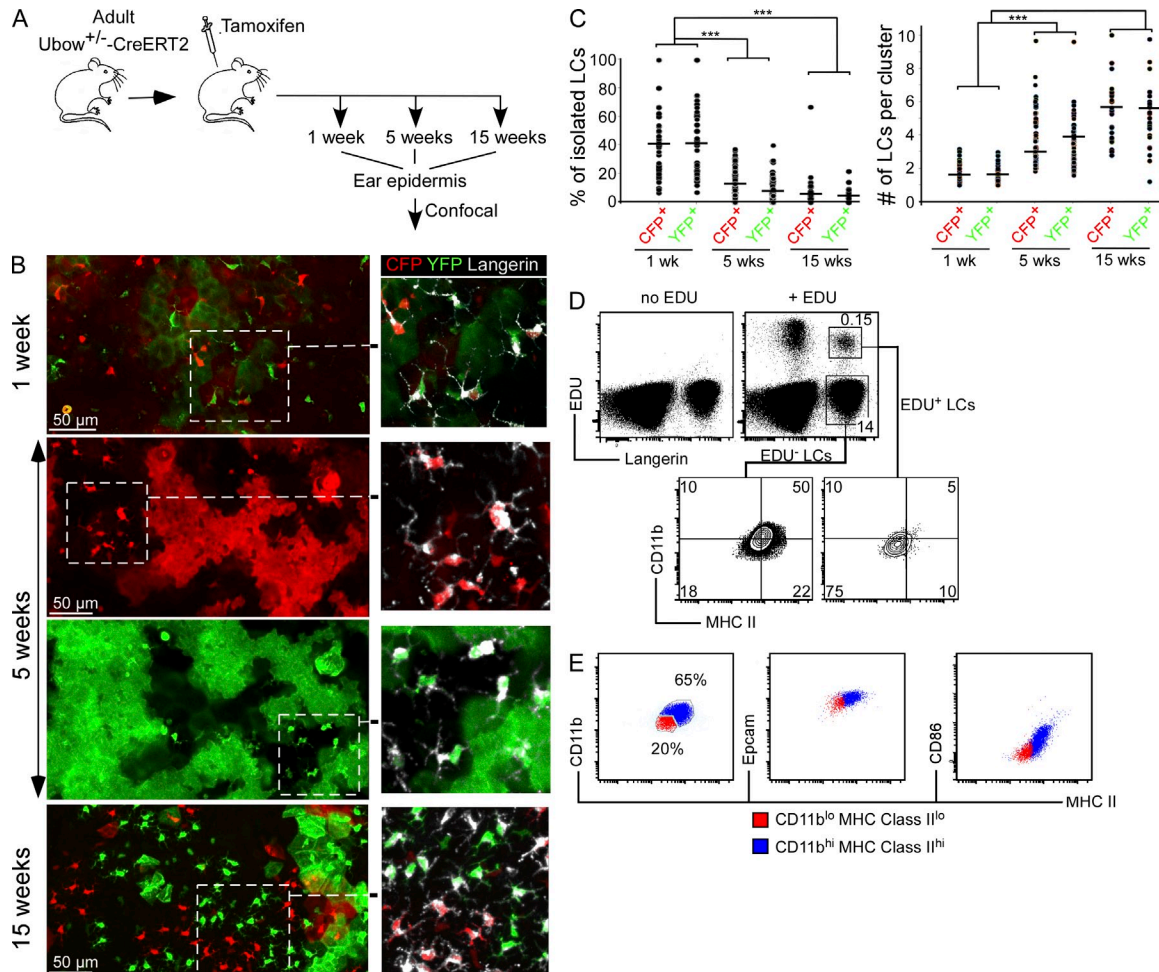 A
Adult
Ubow+/- -CreERT2
Tamoxifen
1 week
5 weeks
15 weeks
Ear epidermis
Confocal
B
1 week
50 µm
CFP YFP Langerin
5 weeks
50 µm
15 weeks
50 µm
C
***
***
% of isolated LCs
100
80
60
40
20
0
CFP+
YFP+
CFP+
YFP+
CFP+
YFP+
1 wk
5 wks
15 wks
***
# of LCs per cluster
10
8
6
4
2
0
CFP+
YFP+
CFP+
YFP+
CFP+
YFP+
1 wk
5 wks
15 wks
D
no EDU
+ EDU
0.15
EDU
EDU+ LCs
14
Langerin
EDU- LCs
10
50
10
5
CD11b
18
22
75
10
MHC II
E
65%
20%
CD11b
Epcam
CD86
MHC II
CD11blo MHC Class IIlo
CD11bhi MHC Class IIhi